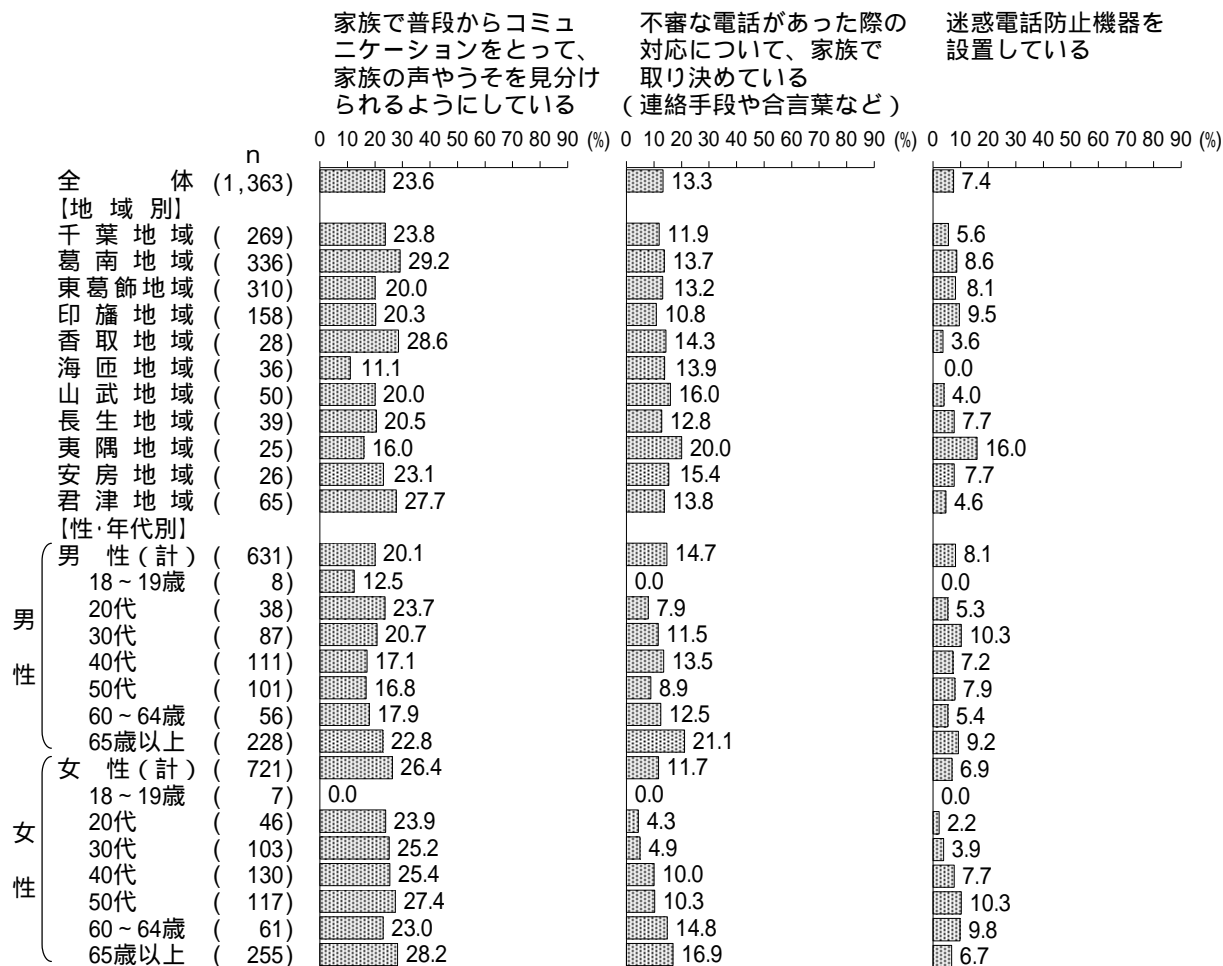 家族で普段からコミュ
ニケーションをとって、
家族の声やうそを見分け
られるようにしている
不審な電話があった際の
対応について、家族で
取り決めている
(連絡手段や合言葉など)
迷惑電話防止機器を
設置している
n
0 10 20 30 40 50 60 70 80 90 (%)
0 10 20 30 40 50 60 70 80 90 (%)
0 10 20 30 40 50 60 70 80 90 (%)
全体 (1,363) 23.6 13.3 7.4
【地域別】
千葉地域 ( 269) 23.8 11.9 5.6
葛南地域 ( 336) 29.2 13.7 8.6
東葛飾地域 ( 310) 20.0 13.2 8.1
印旛地域 ( 158) 20.3 10.8 9.5
香取地域 ( 28) 28.6 14.3 3.6
海匝地域 ( 36) 11.1 13.9 0.0
山武地域 ( 50) 20.0 16.0 4.0
長生地域 ( 39) 20.5 12.8 7.7
夷隅地域 ( 25) 16.0 20.0 16.0
安房地域 ( 26) 23.1 15.4 7.7
君津地域 ( 65) 27.7 13.8 4.6
【性・年代別】
男性
男性(計) ( 631) 20.1 14.7 8.1
18~19歳 ( 8) 12.5 0.0 0.0
20代 ( 38) 23.7 7.9 5.3
30代 ( 87) 20.7 11.5 10.3
40代 ( 111) 17.1 13.5 7.2
50代 ( 101) 16.8 8.9 7.9
60~64歳 ( 56) 17.9 12.5 5.4
65歳以上 ( 228) 22.8 21.1 9.2
女性
女性(計) ( 721) 26.4 11.7 6.9
18~19歳 ( 7) 0.0 0.0 0.0
20代 ( 46) 23.9 4.3 2.2
30代 ( 103) 25.2 4.9 3.9
40代 ( 130) 25.4 10.0 7.7
50代 ( 117) 27.4 10.3 10.3
60~64歳 ( 61) 23.0 14.8 9.8
65歳以上 ( 255) 28.2 16.9 6.7